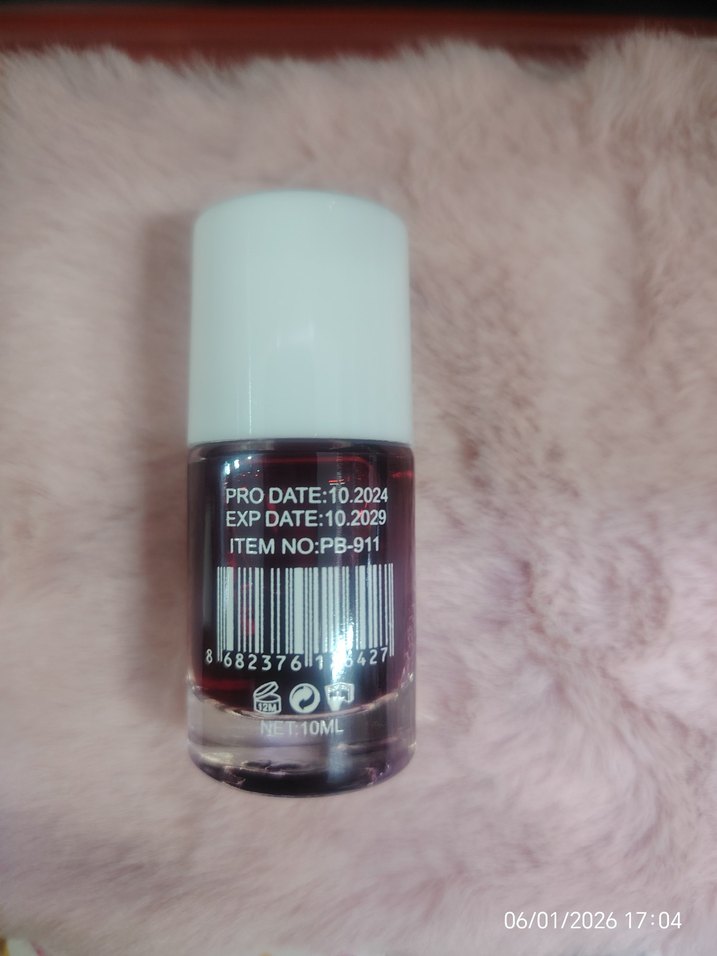 PRO DATE:10.2024
EXP DATE:10.2029
ITEM NO:PB-911
8 682376
12M
NET:10ML
06/01/2026 17:04